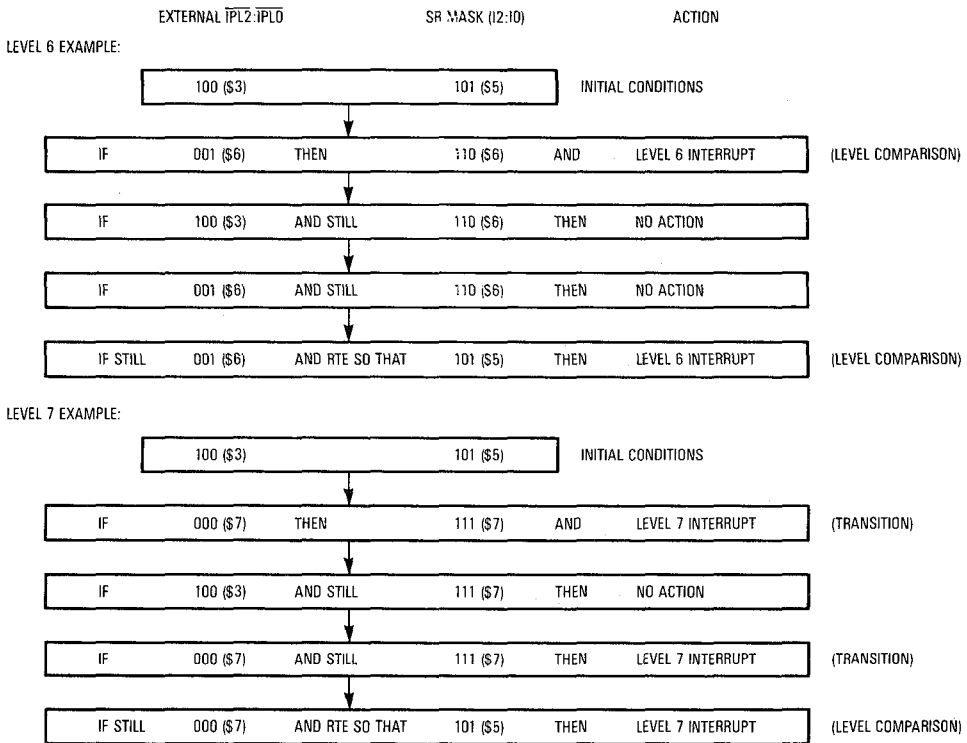 EXTERNAL IPL2:IPL0 SR MASK (I2:I0) ACTION
LEVEL 6 EXAMPLE:
100 ($3) 101 ($5) INITIAL CONDITIONS
IF 001 ($6) THEN 110 ($6) AND LEVEL 6 INTERRUPT (LEVEL COMPARISON)
IF 100 ($3) AND STILL 110 ($6) THEN NO ACTION
IF 001 ($6) AND STILL 110 ($6) THEN NO ACTION
IF STILL 001 ($6) AND RTE SO THAT 101 ($5) THEN LEVEL 6 INTERRUPT (LEVEL COMPARISON)
LEVEL 7 EXAMPLE:
100 ($3) 101 ($5) INITIAL CONDITIONS
IF 000 ($7) THEN 111 ($7) AND LEVEL 7 INTERRUPT (TRANSITION)
IF 100 ($3) AND STILL 111 ($7) THEN NO ACTION
IF 000 ($7) AND STILL 111 ($7) THEN LEVEL 7 INTERRUPT (TRANSITION)
IF STILL 000 ($7) AND RTE SO THAT 101 ($5) THEN LEVEL 7 INTERRUPT (LEVEL COMPARISON)